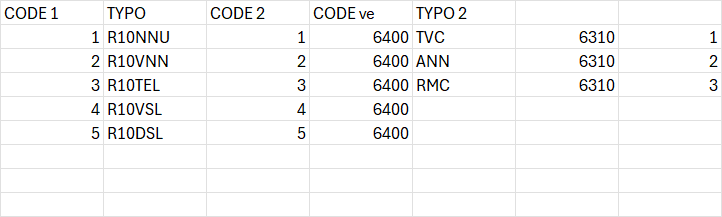 CODE 1 TYPO CODE 2 CODE ve TYPO 2
1 R10NNU 1 6400 TVC 6310 1
2 R10VNN 2 6400 ANN 6310 2
3 R10TEL 3 6400 RMC 6310 3
4 R10VSL 4 6400
5 R10DSL 5 6400